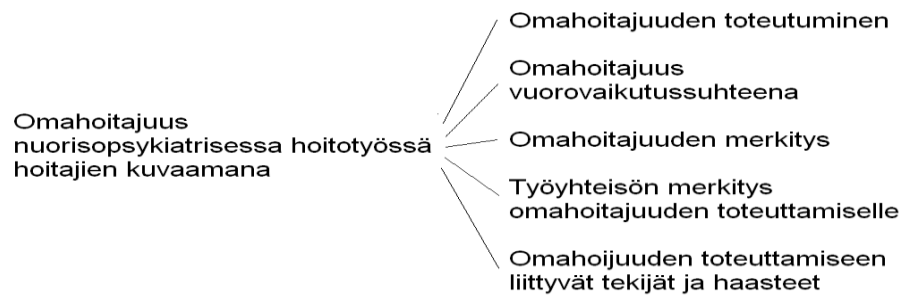 Omahoitajuus
nuorisopsykiatrisessa hoitotyössä
hoitajien kuvaamana
Omahoitajuuden toteutuminen
Omahoitajuus
vuorovaikutussuhteena
Omahoitajuuden merkitys
Työyhteisön merkitys
omahoitajuuden toteuttamiselle
Omahoijuuden toteuttamiseen
liittyvät tekijät ja haasteet